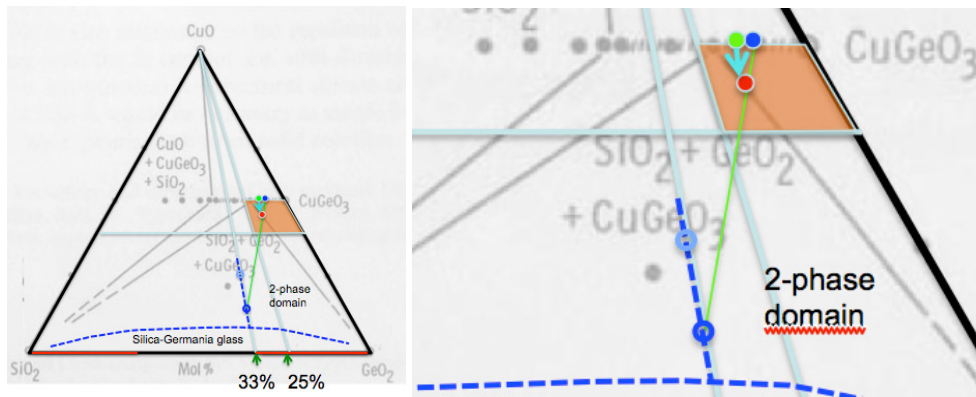 CuO
CuO
+ CuGeO3
+ SiO2
CuGeO3
SiO2 + GeO2
+ CuGeO3
2-phase
domain
Silica-Germania glass
SiO2
Mol %
GeO2
33%
25%
CuGeO3
SiO2 + GeO2
+ CuGeO3
2-phase
domain